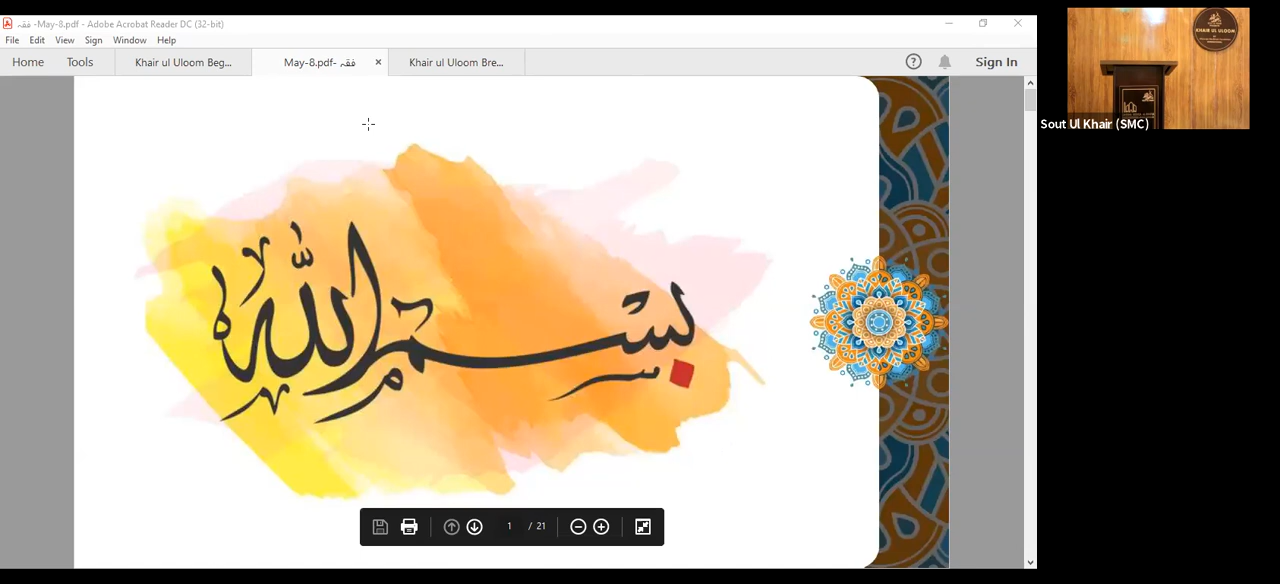 فقہ -May-8.pdf - Adobe Acrobat Reader DC (32-bit)
File Edit View Sign Window Help
Home Tools Khair ul Uloom Beg... May-8.pdf- فقہ Khair ul Uloom Bre... Sign In
بسم الله
1 / 21
KHAIR UL ULOOM
Sout Ul Khair (SMC)